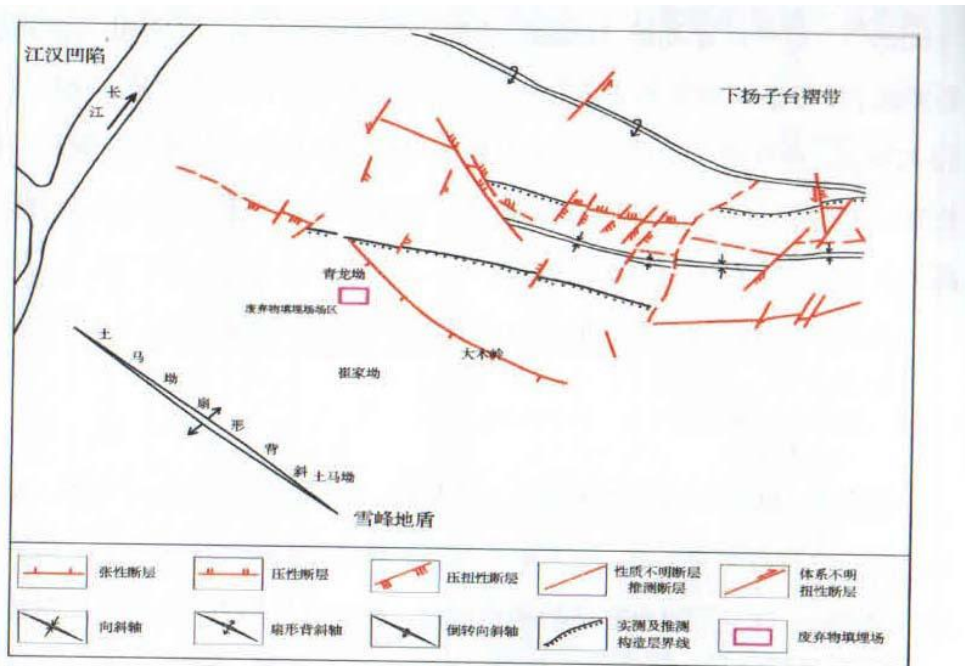 江汉凹陷
长
江
下扬子台褶带
青龙坳
废弃物填埋场场区
大木岭
崔家坳
土
马
坳
扇
形
背
斜
土马坳
雪峰地盾
张性断层
压性断层
压扭性断层
性质不明断层
推测断层
体系不明
扭性断层
向斜轴
扇形背斜轴
倒转向斜轴
实测及推测
构造层界线
废弃物填埋场